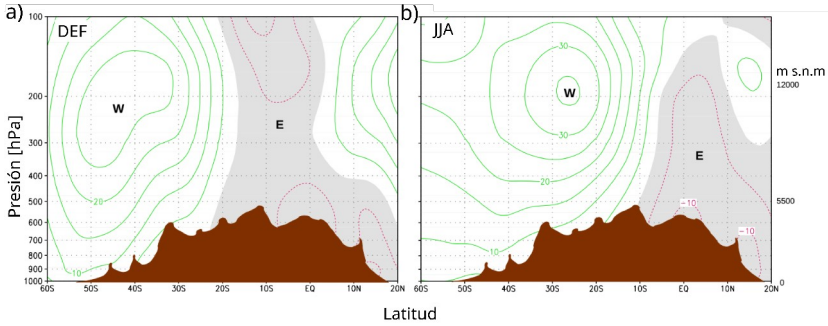 a)
b)
DEF
JJA
100
200
300
400
500
600
700
800
900
1000
Presión [hPa]
W
E
20
10
W
E
30
30
20
10
-10
-10
m s.n.m
12000
5500
0
60S 50S 40S 30S 20S 10S EQ 10N 20N
60S 50S 40S 30S 20S 10S EQ 10N 20N
Latitud